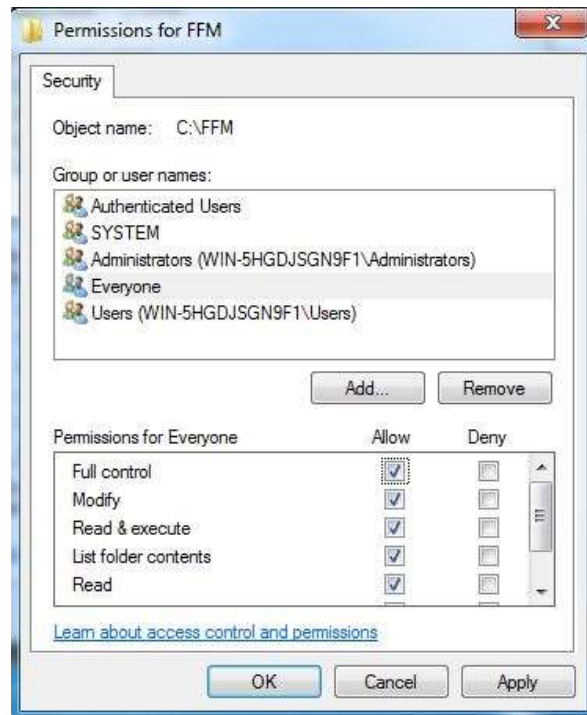 Permissions for FFM
Security
Object name: C:\FFM
Group or user names:
Authenticated Users
SYSTEM
Administrators (WIN-5HGDJSGN9F1\Administrators)
Everyone
Users (WIN-5HGDJSGN9F1\Users)
Add... Remove
Permissions for Everyone Allow Deny
Full control
Modify
Read & execute
List folder contents
Read
Learn about access control and permissions
OK Cancel Apply